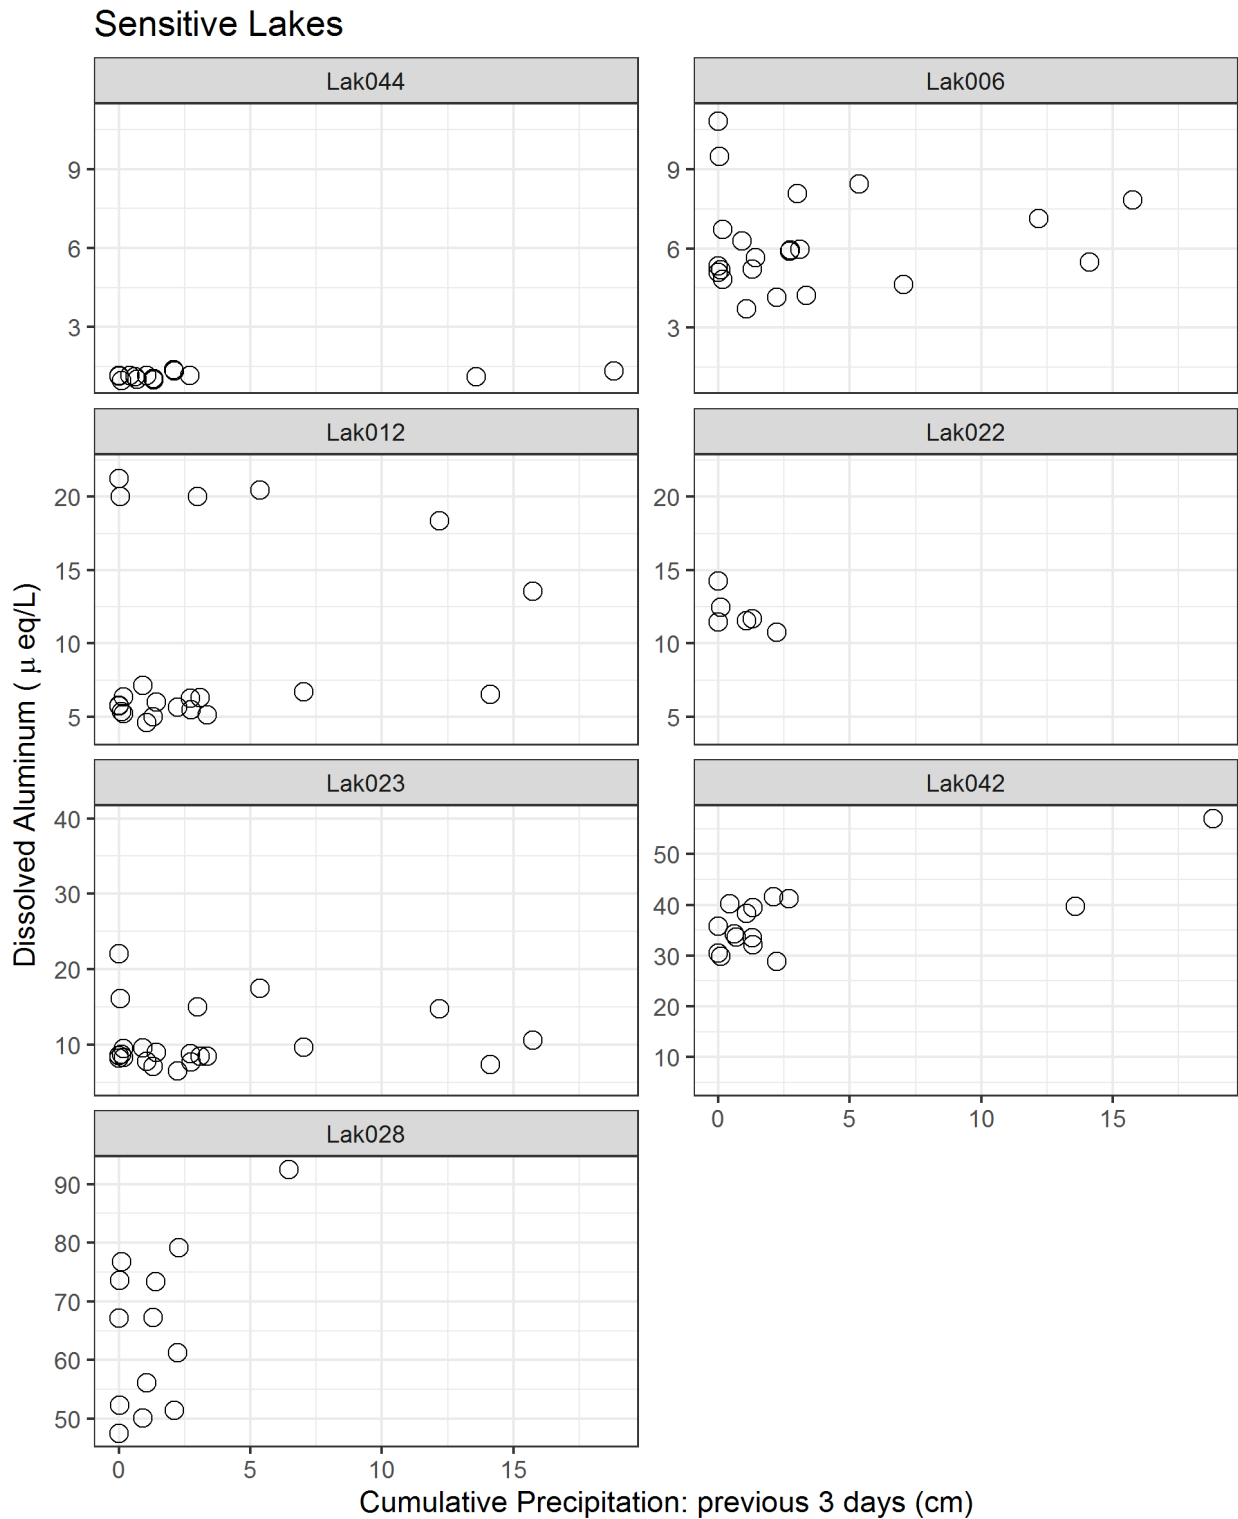 Sensitive Lakes
Lak044
Lak006
9
6
3
9
6
3
Lak012
Lak022
20
15
10
5
20
15
10
5
Lak023
Lak042
40
30
20
10
50
40
30
20
10
0 5 10 15
Lak028
90
80
70
60
50
0 5 10 15
Dissolved Aluminum ( μ eq/L)
Cumulative Precipitation: previous 3 days (cm)